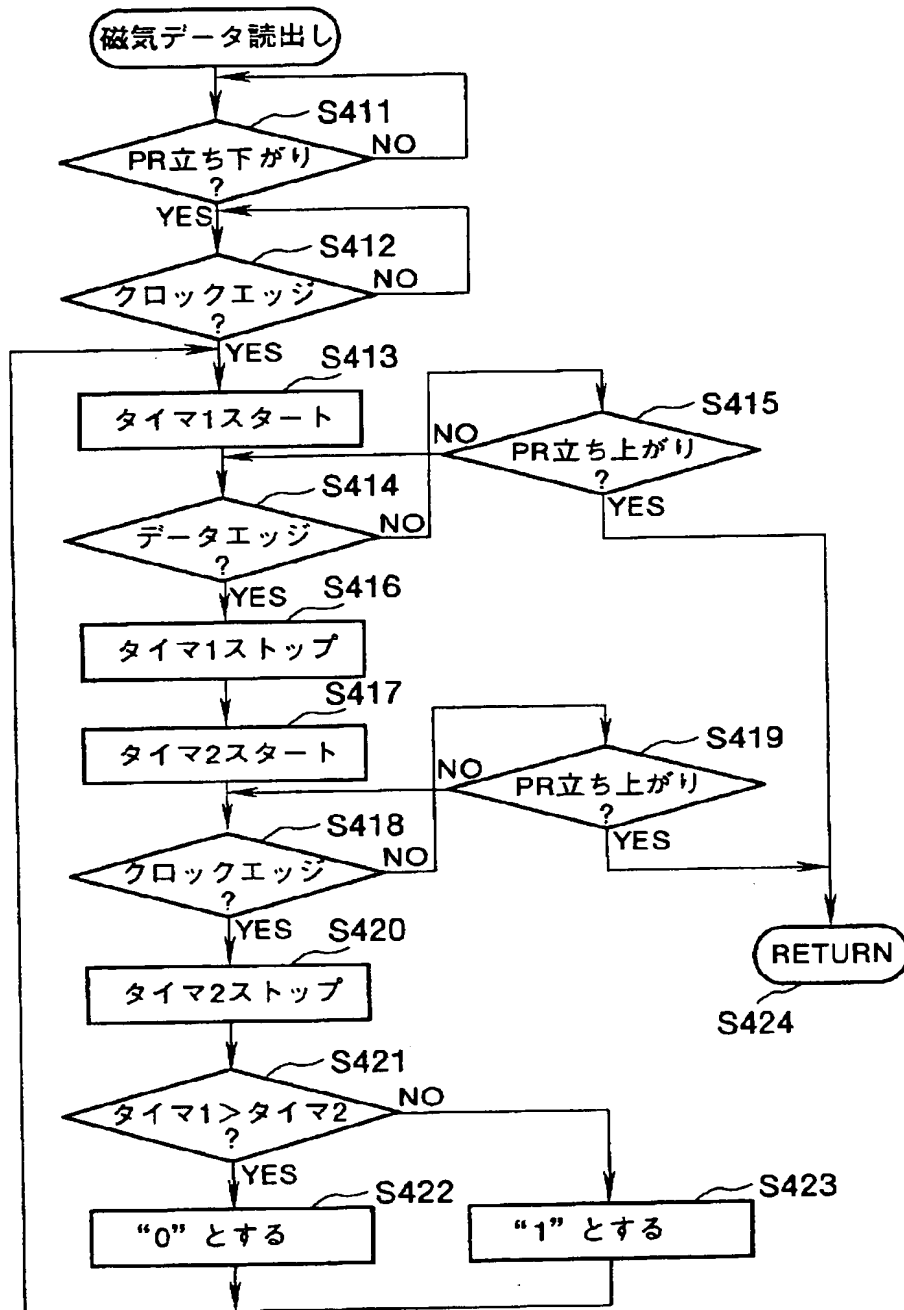 磁気データ読出し
S411
PR立ち下がり
?
NO
YES
S412
クロックエッジ
?
NO
YES
S413
タイマ1スタート
S415
PR立ち上がり
?
NO
YES
S414
データエッジ
?
NO
YES
S416
タイマ1ストップ
S417
タイマ2スタート
S419
PR立ち上がり
?
NO
YES
S418
クロックエッジ
?
NO
YES
RETURN
S424
S420
タイマ2ストップ
S421
タイマ1>タイマ2
?
NO
YES
S422
“0”とする
S423
“1”とする